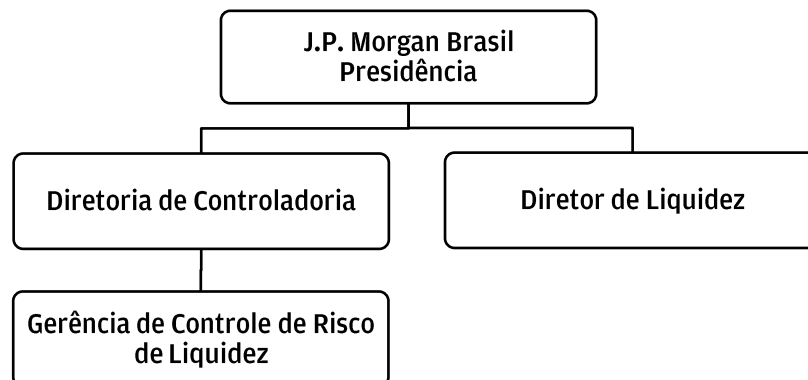 J.P. Morgan Brasil
Presidência
Diretoria de Controladoria
Diretor de Liquidez
Gerência de Controle de Risco
de Liquidez